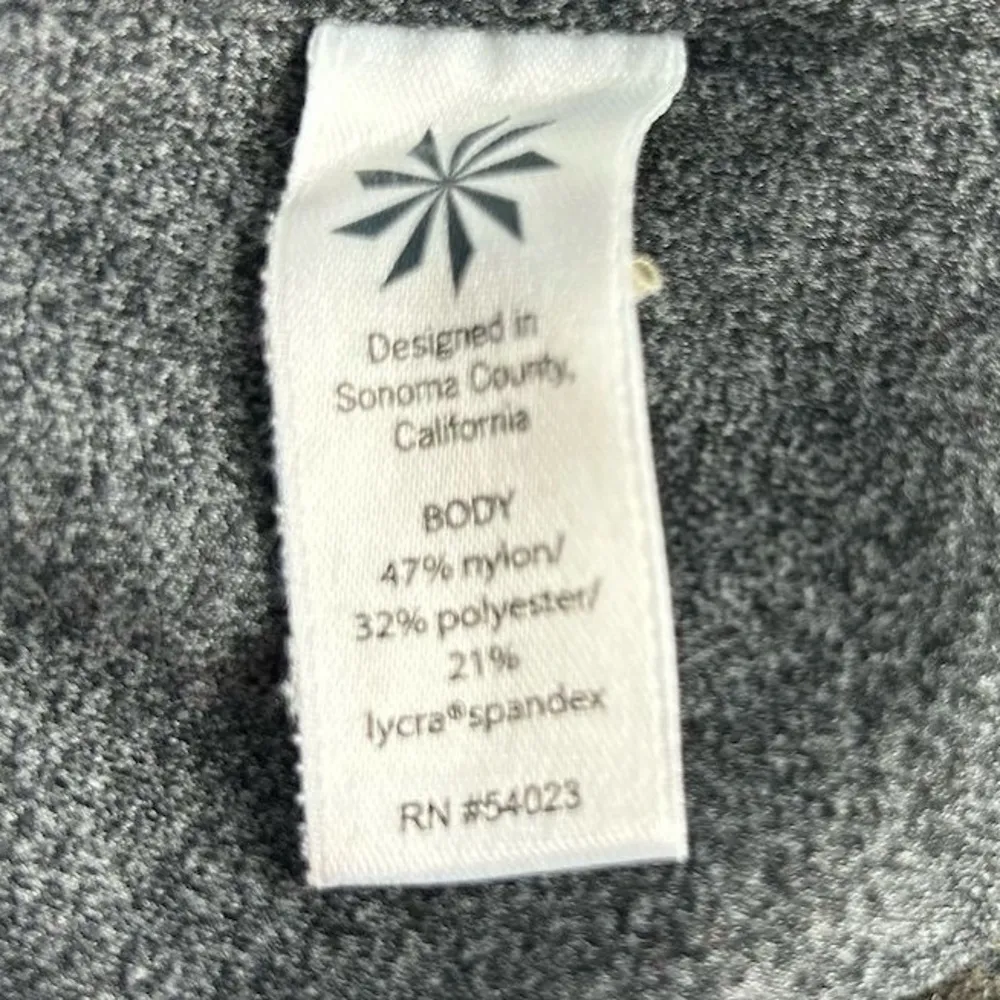 Designed in
Sonoma County,
California
BODY
47% nylon/
32% polyester/
21%
lycra®spandex
RN #54023